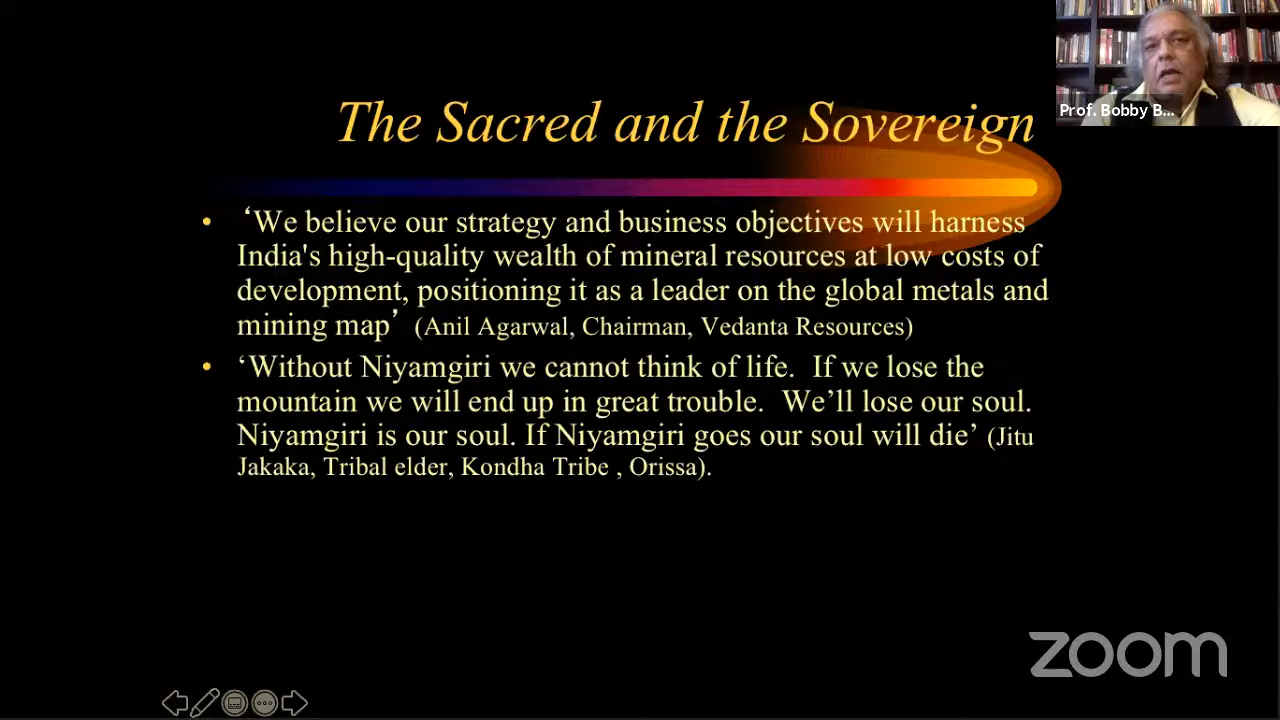 The Sacred and the Sovereign
Prof. Bobby B...
• ‘We believe our strategy and business objectives will harness
India's high-quality wealth of mineral resources at low costs of
development, positioning it as a leader on the global metals and
mining map’ (Anil Agarwal, Chairman, Vedanta Resources)
• ‘Without Niyamgiri we cannot think of life.  If we lose the
mountain we will end up in great trouble.  We’ll lose our soul.
Niyamgiri is our soul. If Niyamgiri goes our soul will die’ (Jitu
Jakaka, Tribal elder, Kondha Tribe , Orissa).
zoom